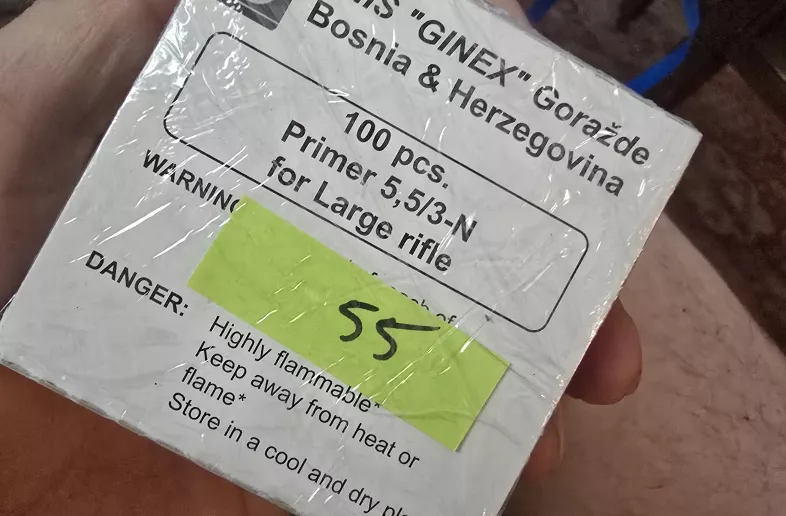 "GINEX" Goražde
Bosnia & Herzegovina
100 pcs.
Primer 5,5/3-N
for Large rifle
WARNING
of
55
DANGER:
Highly flammable*
Keep away from heat or
flame*
Store in a cool and dry